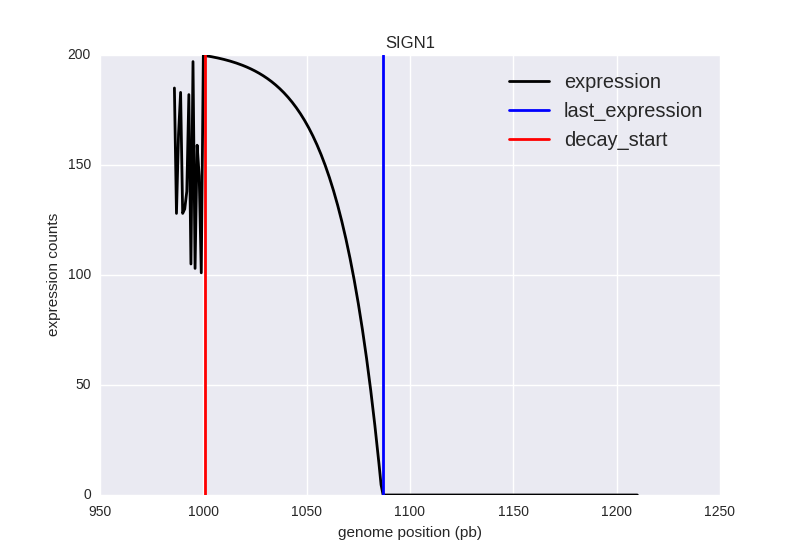 SIGN1
expression
last_expression
decay_start
200
150
100
50
0
expression counts
950 1000 1050 1100 1150 1200 1250
genome position (pb)